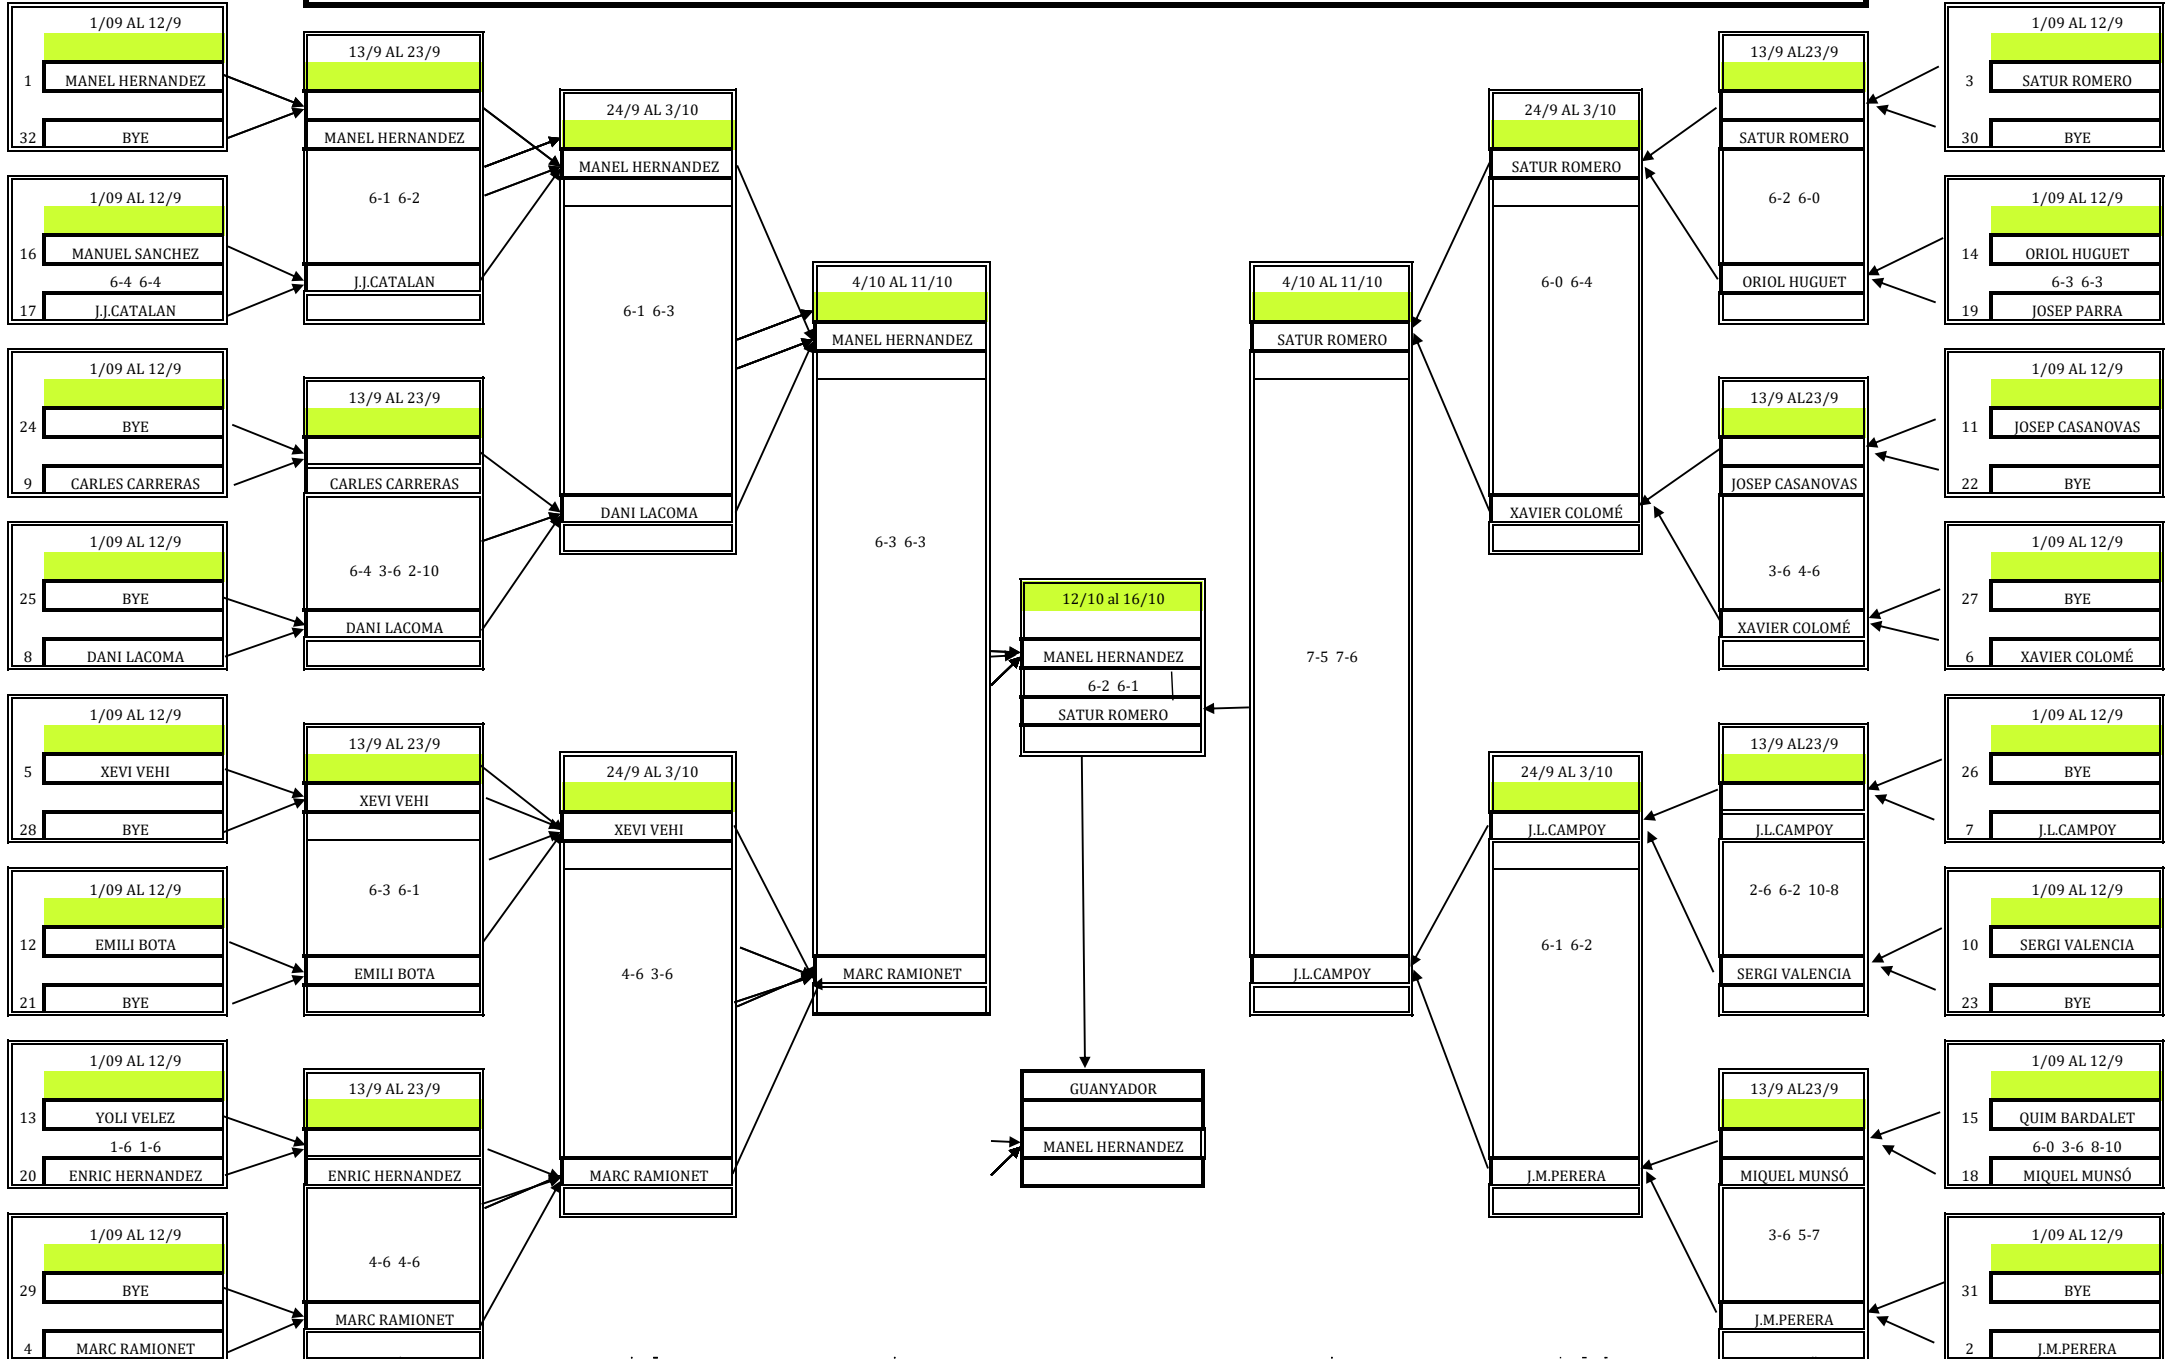 1/09 AL 12/9
1 MANEL HERNANDEZ
32 BYE
1/09 AL 12/9
16 MANUEL SANCHEZ
6-4 6-4
17 J.J.CATALAN
1/09 AL 12/9
24 BYE
9 CARLES CARRERAS
1/09 AL 12/9
25 BYE
8 DANI LACOMA
1/09 AL 12/9
5 XEVI VEHI
28 BYE
1/09 AL 12/9
12 EMILI BOTA
21 BYE
1/09 AL 12/9
13 YOLI VELEZ
1-6 1-6
20 ENRIC HERNANDEZ
1/09 AL 12/9
29 BYE
4 MARC RAMIONET
13/9 AL 23/9
MANEL HERNANDEZ
6-1 6-2
J.J.CATALAN
13/9 AL 23/9
CARLES CARRERAS
6-4 3-6 2-10
DANI LACOMA
13/9 AL 23/9
XEVI VEHI
6-3 6-1
EMILI BOTA
13/9 AL 23/9
ENRIC HERNANDEZ
4-6 4-6
MARC RAMIONET
24/9 AL 3/10
MANEL HERNANDEZ
6-1 6-3
DANI LACOMA
24/9 AL 3/10
XEVI VEHI
4-6 3-6
MARC RAMIONET
4/10 AL 11/10
MANEL HERNANDEZ
6-3 6-3
MARC RAMIONET
12/10 al 16/10
MANEL HERNANDEZ
6-2 6-1
SATUR ROMERO
GUANYADOR
MANEL HERNANDEZ
4/10 AL 11/10
SATUR ROMERO
7-5 7-6
J.L.CAMPOY
24/9 AL 3/10
SATUR ROMERO
6-0 6-4
XAVIER COLOMÉ
24/9 AL 3/10
J.L.CAMPOY
6-1 6-2
J.M.PERERA
13/9 AL23/9
SATUR ROMERO
6-2 6-0
ORIOL HUGUET
13/9 AL23/9
JOSEP CASANOVAS
3-6 4-6
XAVIER COLOMÉ
13/9 AL23/9
J.L.CAMPOY
2-6 6-2 10-8
SERGI VALENCIA
13/9 AL23/9
MIQUEL MUNSÓ
3-6 5-7
J.M.PERERA
1/09 AL 12/9
3 SATUR ROMERO
30 BYE
1/09 AL 12/9
14 ORIOL HUGUET
6-3 6-3
19 JOSEP PARRA
1/09 AL 12/9
11 JOSEP CASANOVAS
22 BYE
1/09 AL 12/9
27 BYE
6 XAVIER COLOMÉ
1/09 AL 12/9
26 BYE
7 J.L.CAMPOY
1/09 AL 12/9
10 SERGI VALENCIA
23 BYE
1/09 AL 12/9
15 QUIM BARDALET
6-0 3-6 8-10
18 MIQUEL MUNSÓ
1/09 AL 12/9
31 BYE
2 J.M.PERERA